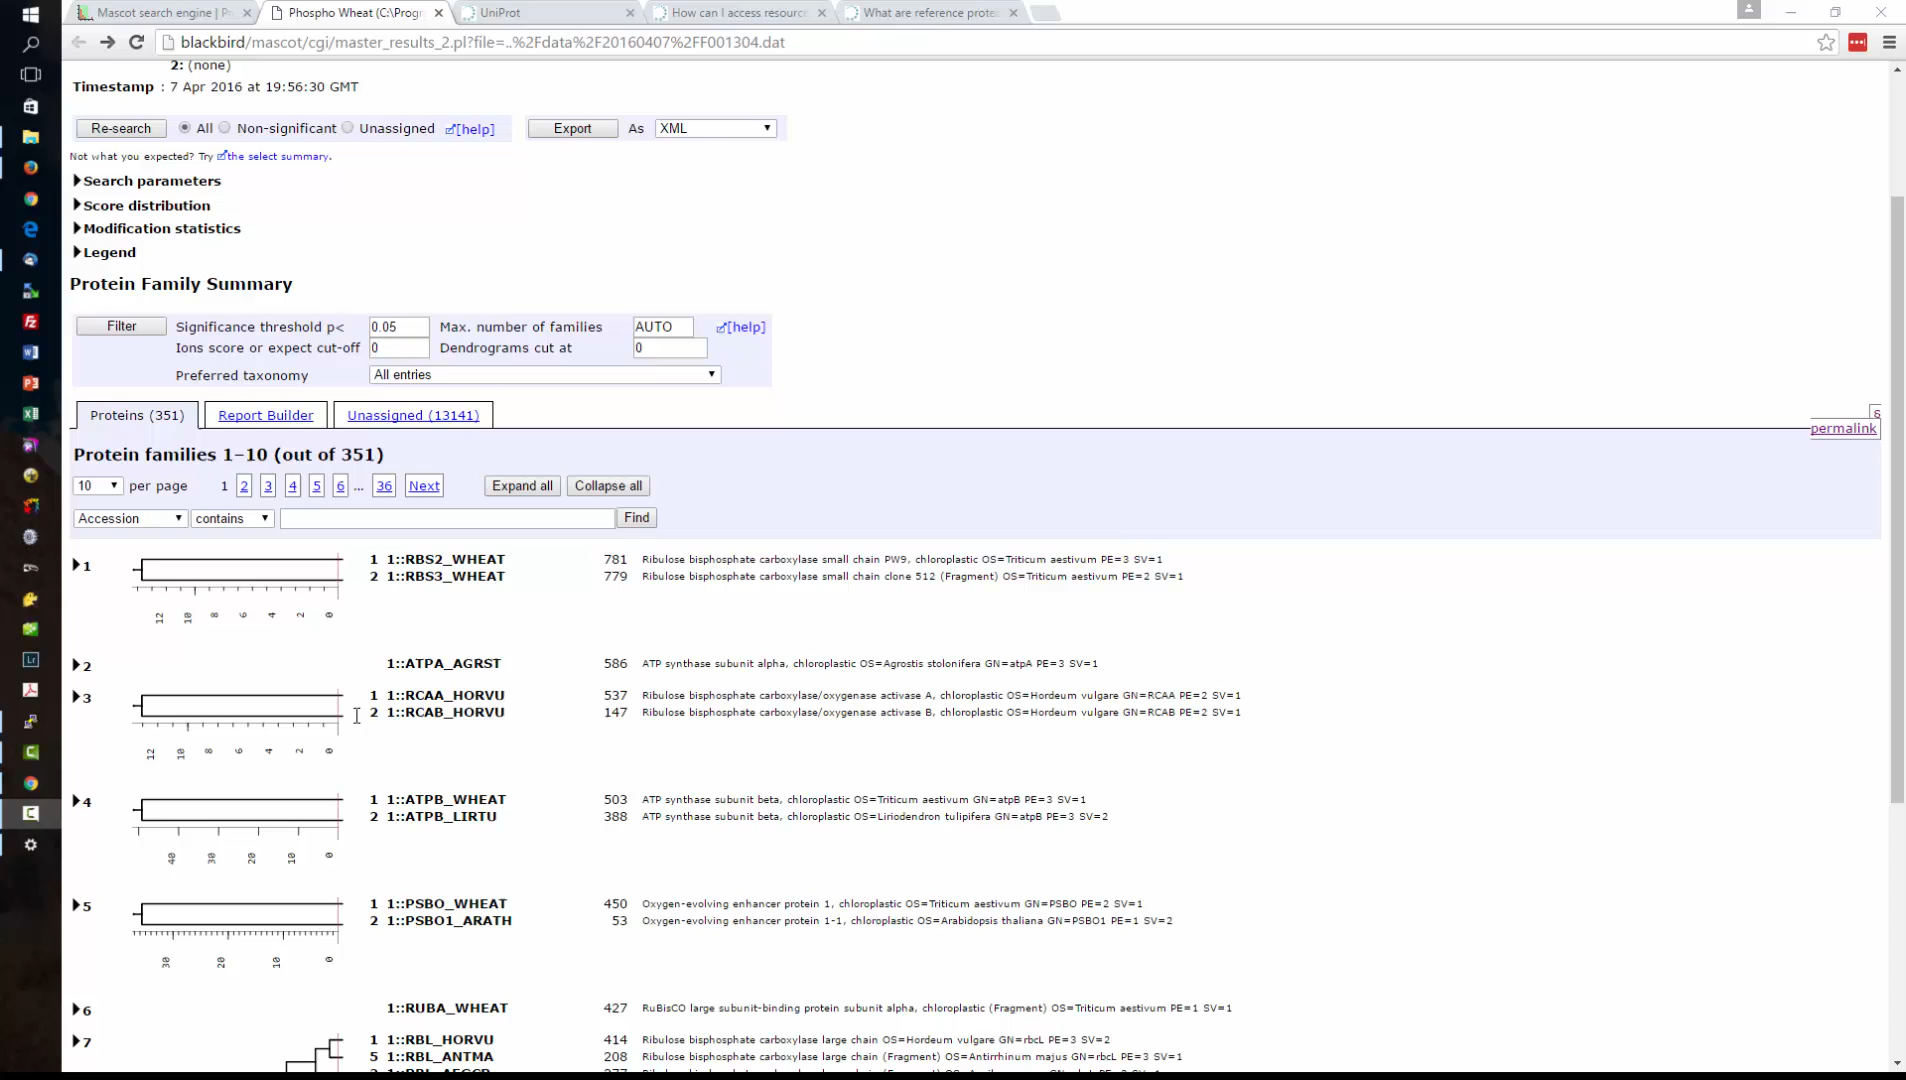 Mascot search engine | Pr
Phospho Wheat (C:\Progr
UniProt
How can I access resourc
What are reference protei
blackbird/mascot/cgi/master_results_2.pl?file=..%2Fdata%2F20160407%2FF001304.dat
2: (none)
Timestamp : 7 Apr 2016 at 19:56:30 GMT
Re-search All Non-significant Unassigned [help] Export As XML
Not what you expected? Try the select summary.
Search parameters
Score distribution
Modification statistics
Legend
Protein Family Summary
Filter Significance threshold p< 0.05 Max. number of families AUTO [help]
Ions score or expect cut-off 0 Dendrograms cut at 0
Preferred taxonomy All entries
Proteins (351) Report Builder Unassigned (13141)
permalink
Protein families 1–10 (out of 351)
10 per page 1 2 3 4 5 6 ... 36 Next Expand all Collapse all
Accession contains Find
1 1 1::RBS2_WHEAT 781 Ribulose bisphosphate carboxylase small chain PW9, chloroplastic OS=Triticum aestivum PE=3 SV=1
2 1::RBS3_WHEAT 779 Ribulose bisphosphate carboxylase small chain clone 512 (Fragment) OS=Triticum aestivum PE=2 SV=1
12 10 8 6 4 2 0
2 1::ATPA_AGRST 586 ATP synthase subunit alpha, chloroplastic OS=Agrostis stolonifera GN=atpA PE=3 SV=1
3 1 1::RCAA_HORVU 537 Ribulose bisphosphate carboxylase/oxygenase activase A, chloroplastic OS=Hordeum vulgare GN=RCAA PE=2 SV=1
2 1::RCAB_HORVU 147 Ribulose bisphosphate carboxylase/oxygenase activase B, chloroplastic OS=Hordeum vulgare GN=RCAB PE=2 SV=1
12 10 8 6 4 2 0
4 1 1::ATPB_WHEAT 503 ATP synthase subunit beta, chloroplastic OS=Triticum aestivum GN=atpB PE=3 SV=1
2 1::ATPB_LIRTU 388 ATP synthase subunit beta, chloroplastic OS=Liriodendron tulipifera GN=atpB PE=3 SV=2
40 30 20 10 0
5 1 1::PSBO_WHEAT 450 Oxygen-evolving enhancer protein 1, chloroplastic OS=Triticum aestivum GN=PSBO PE=2 SV=1
2 1::PSBO1_ARATH 53 Oxygen-evolving enhancer protein 1-1, chloroplastic OS=Arabidopsis thaliana GN=PSBO1 PE=1 SV=2
30 20 10 0
6 1::RUBA_WHEAT 427 RuBisCO large subunit-binding protein subunit alpha, chloroplastic (Fragment) OS=Triticum aestivum PE=1 SV=1
7 1 1::RBL_HORVU 414 Ribulose bisphosphate carboxylase large chain OS=Hordeum vulgare GN=rbcL PE=3 SV=2
5 1::RBL_ANTMA 208 Ribulose bisphosphate carboxylase large chain (Fragment) OS=Antirrhinum majus GN=rbcL PE=3 SV=1